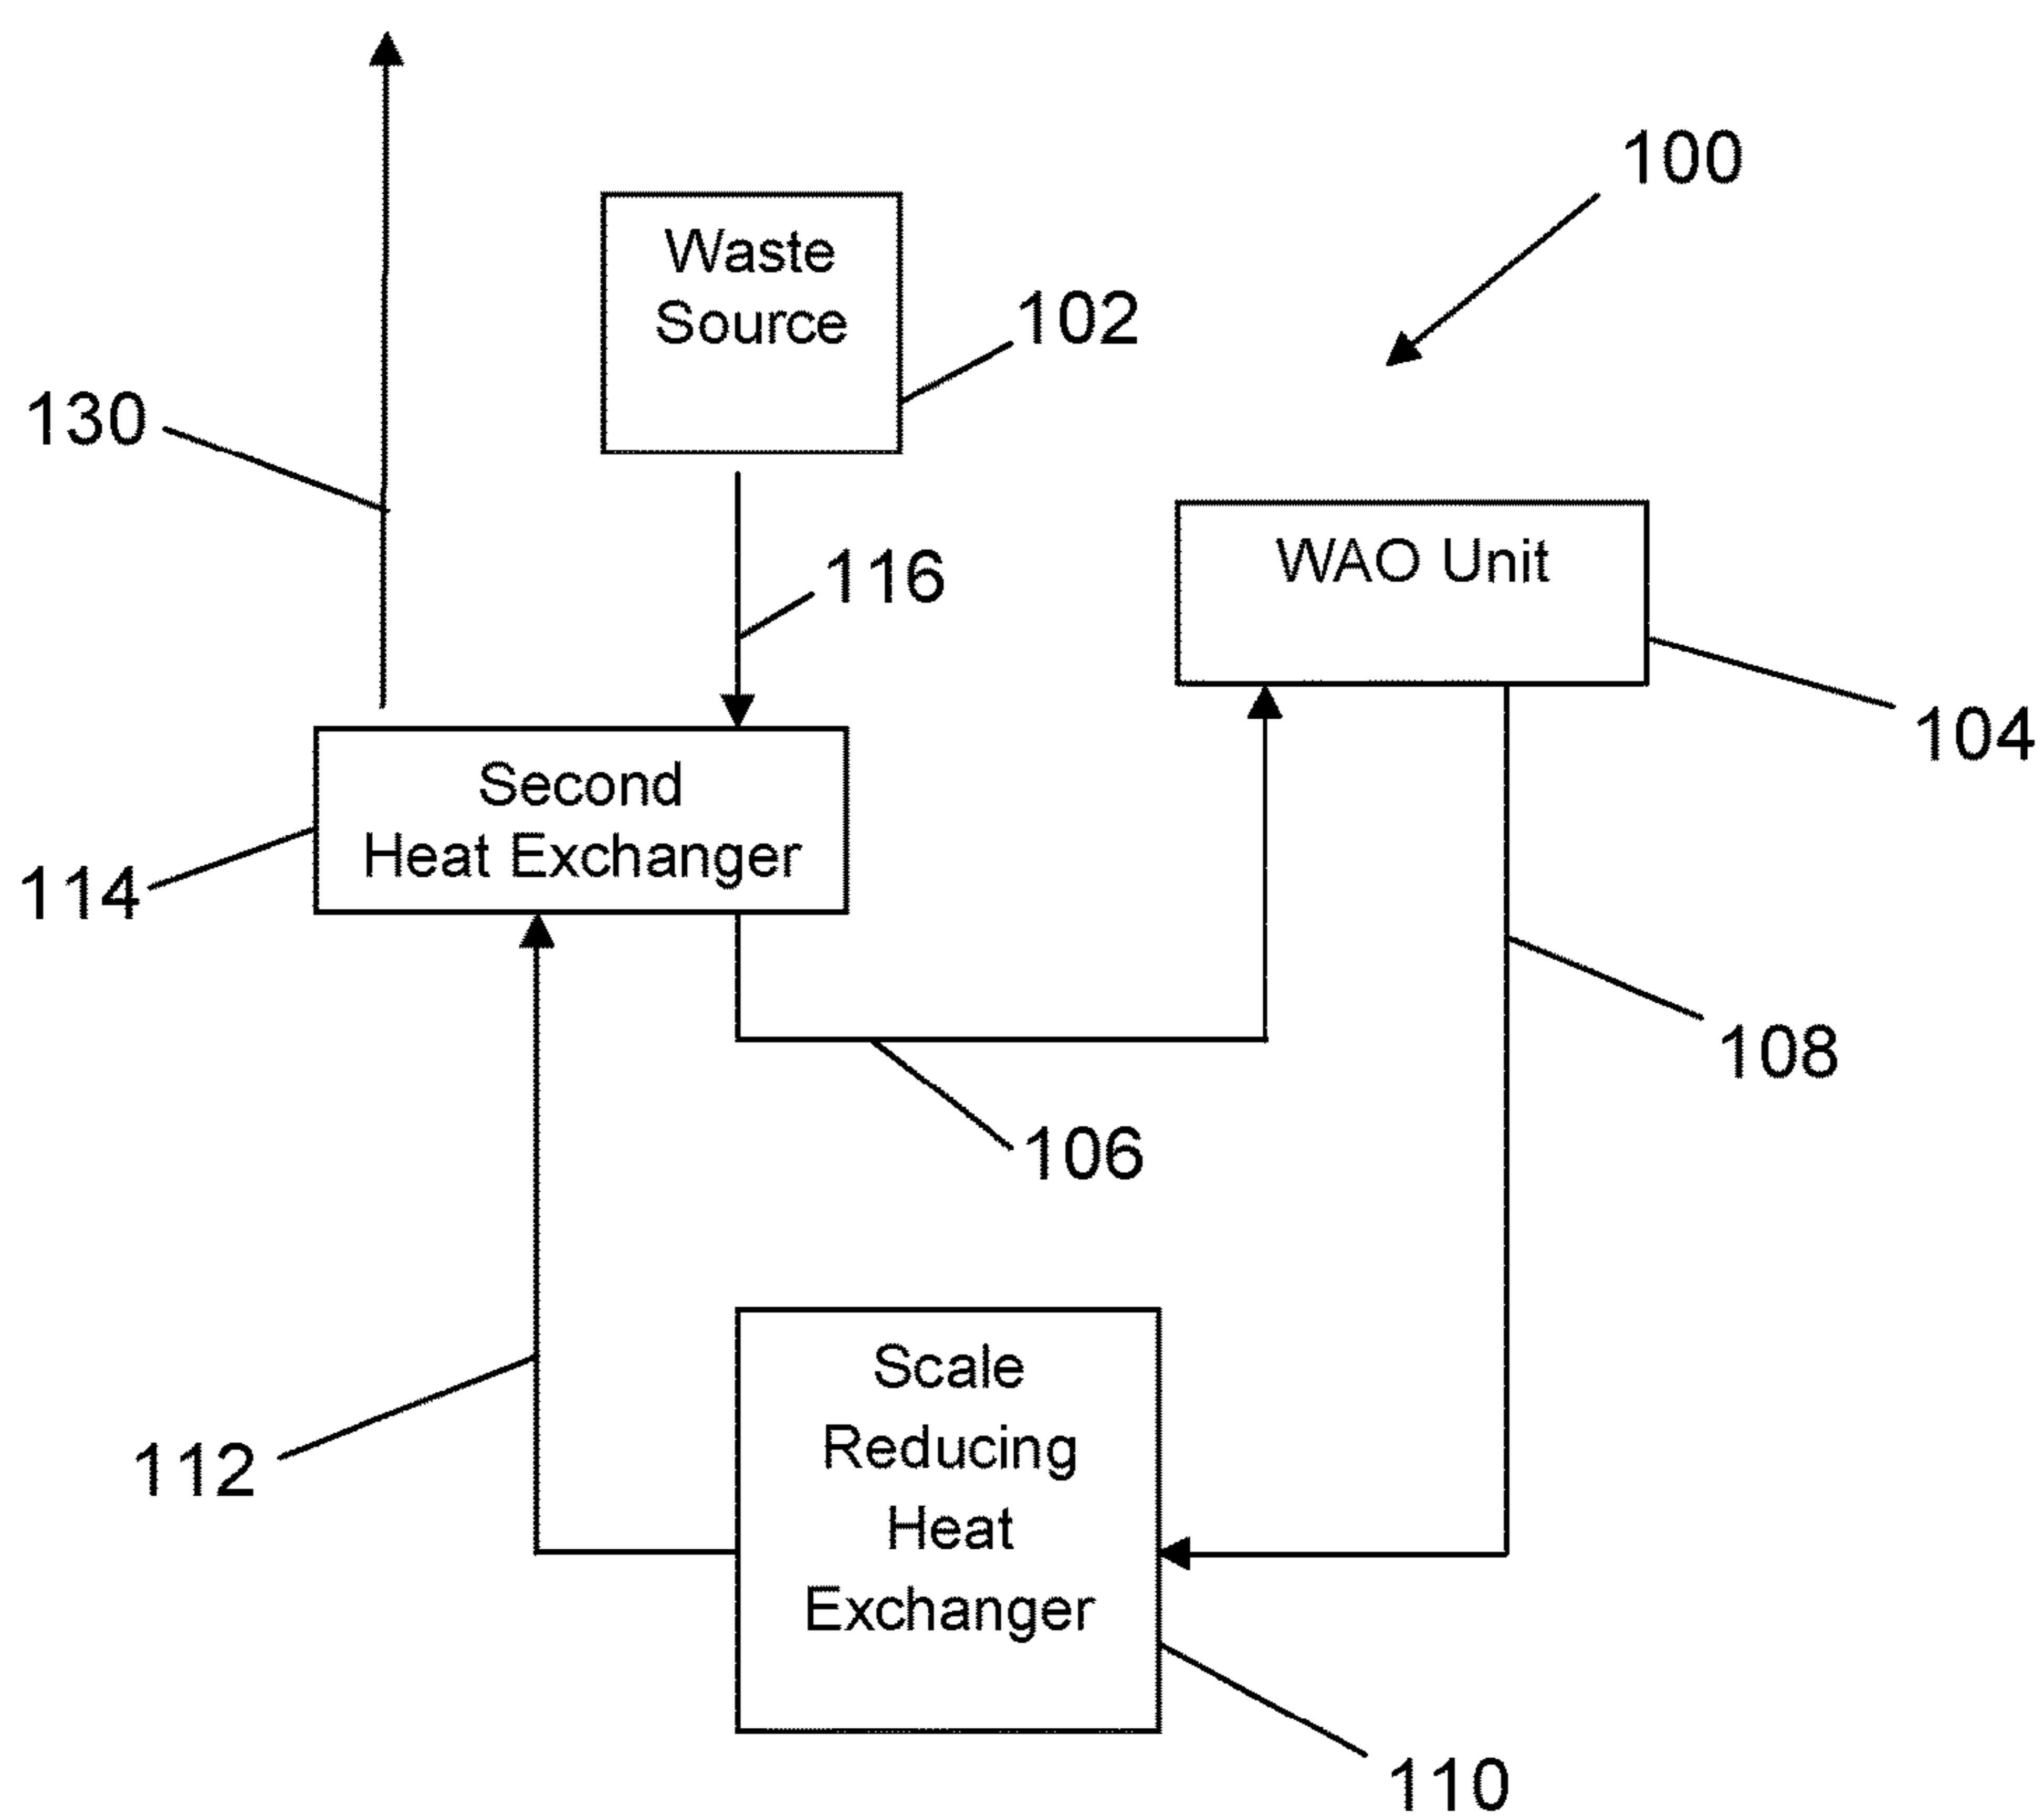 100
Waste
Source
102
130
116
WAO Unit
104
Second
Heat Exchanger
114
108
106
Scale
Reducing
Heat
Exchanger
112
110